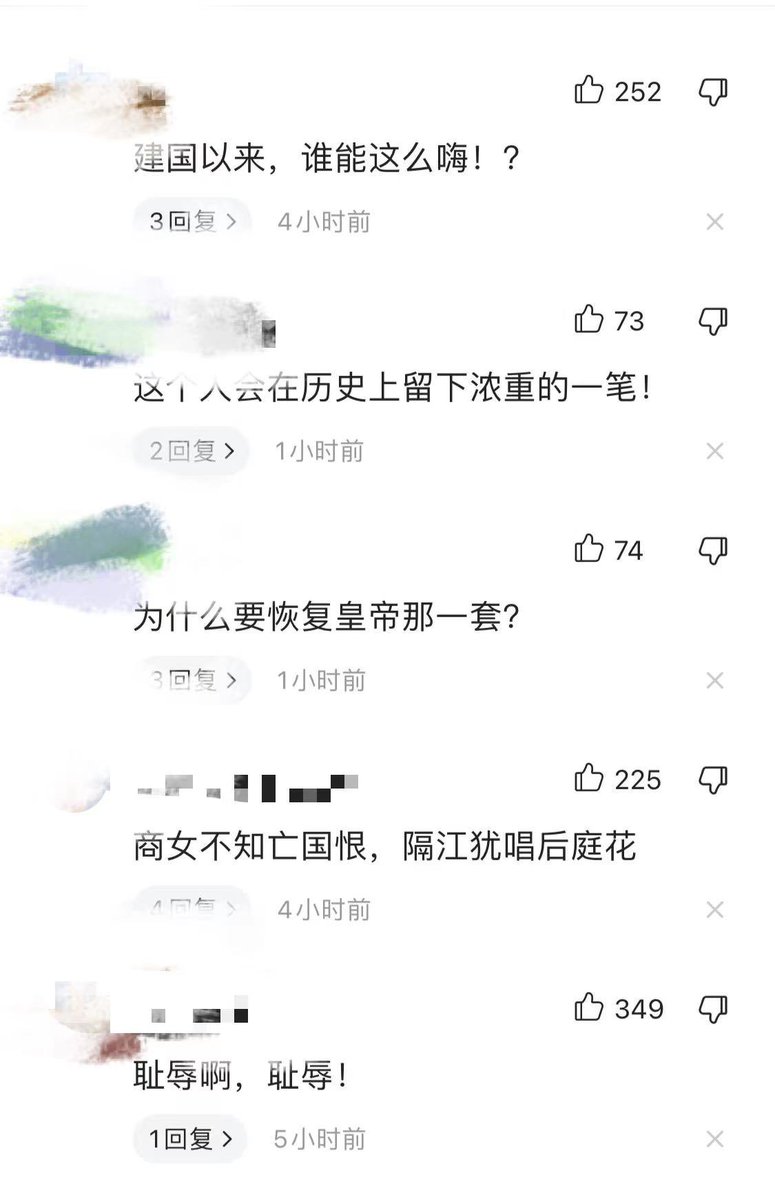 252
建国以来，谁能这么嗨！？
3回复 4小时前
73
这个人会在历史上留下浓重的一笔！
2回复 1小时前
74
为什么要恢复皇帝那一套？
3回复 1小时前
225
商女不知亡国恨，隔江犹唱后庭花
4回复 4小时前
349
耻辱啊，耻辱！
1回复 5小时前